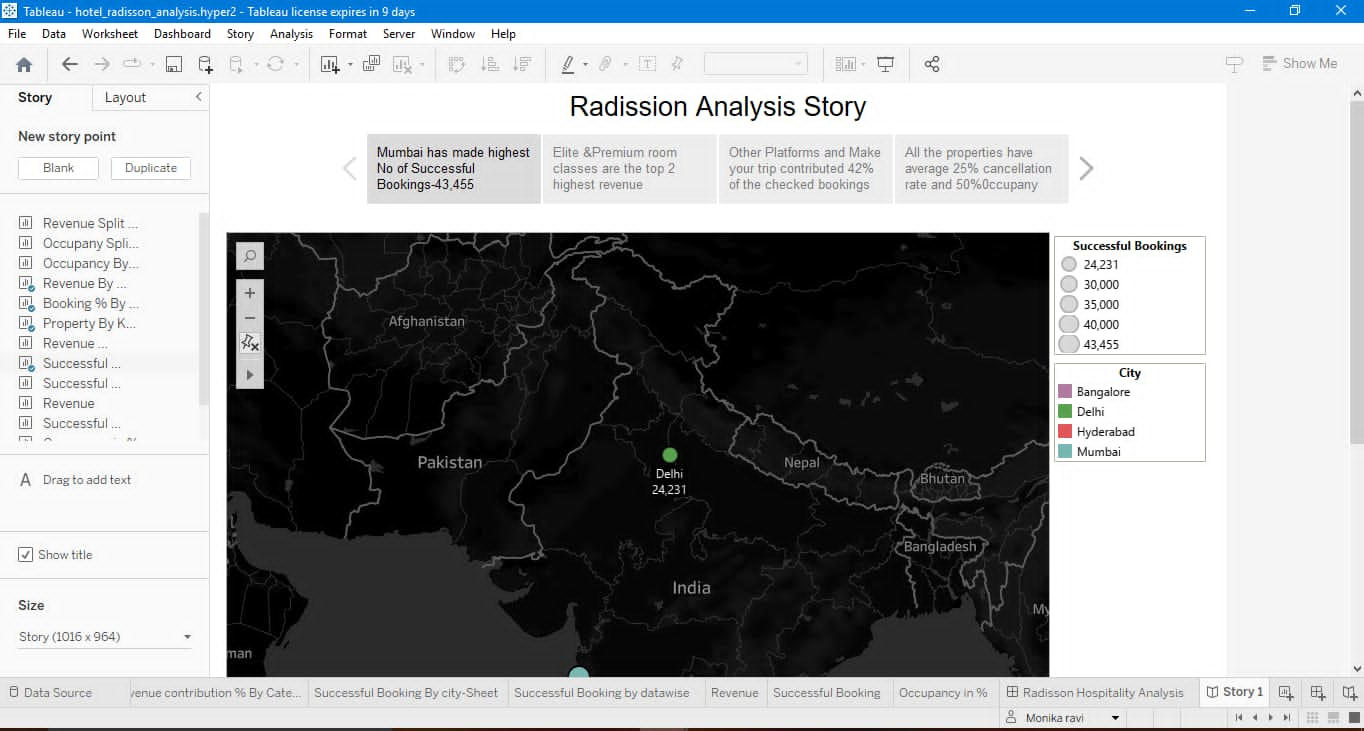 Tableau - hotel_radisson_analysis.hyper2 - Tableau license expires in 9 days
File Data Worksheet Dashboard Story Analysis Format Server Window Help
Show Me
Story Layout
New story point
Blank Duplicate
Revenue Split ...
Occupany Spli...
Occupancy By...
Revenue By ...
Booking % By ...
Property By K...
Revenue ...
Successful ...
Successful ...
Revenue
Successful ...
A Drag to add text
Show title
Size
Story (1016 x 964)
Radission Analysis Story
Mumbai has made highest
No of Successful
Bookings-43,455
Elite &Premium room
classes are the top 2
highest revenue
Other Platforms and Make
your trip contributed 42%
of the checked bookings
All the properties have
average 25% cancellation
rate and 50%0ccupany
Afghanistan
Pakistan
Delhi
24,231
Nepal
Bhutan
Bangladesh
India
My
man
Successful Bookings
24,231
30,000
35,000
40,000
43,455
City
Bangalore
Delhi
Hyderabad
Mumbai
Data Source venue contribution % By Cate... Successful Booking By city-Sheet Successful Booking by datawise Revenue Successful Booking Occupancy in % Radisson Hospitality Analysis Story 1
Monika ravi